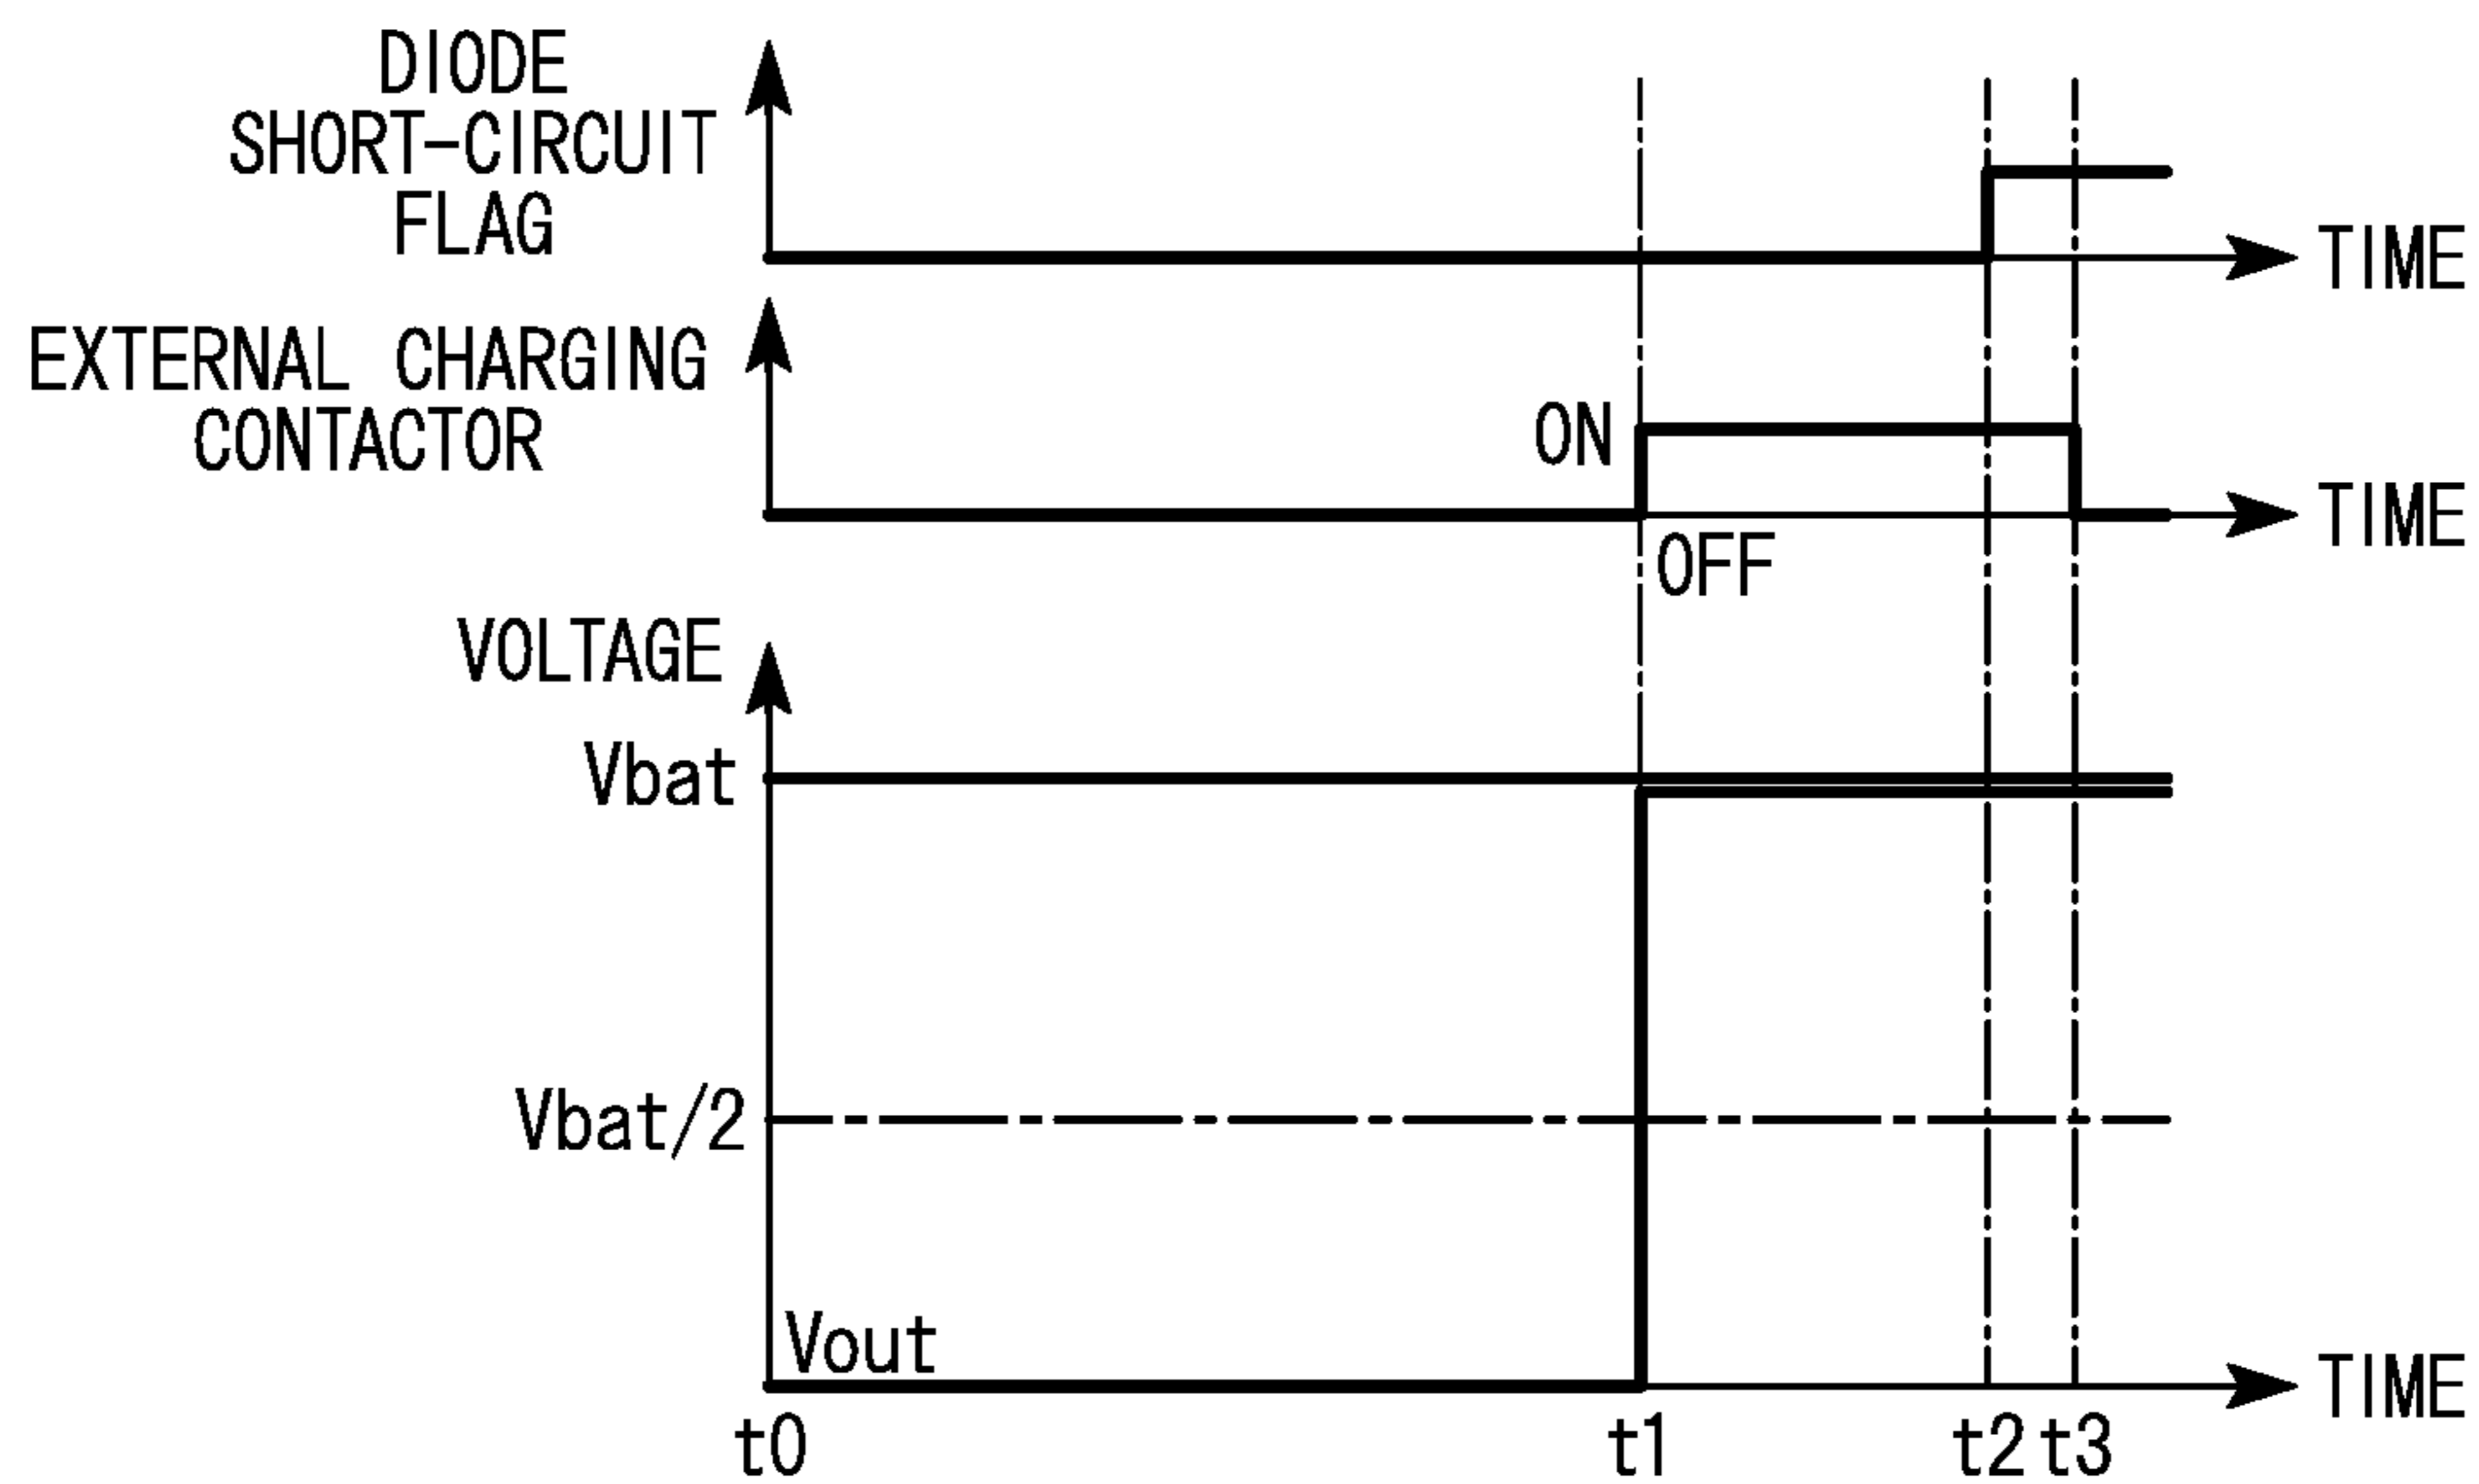 DIODE
SHORT-CIRCUIT
FLAG
TIME
EXTERNAL CHARGING
CONTACTOR
ON
OFF
TIME
VOLTAGE
Vbat
Vbat/2
Vout
TIME
t0
t1
t2
t3